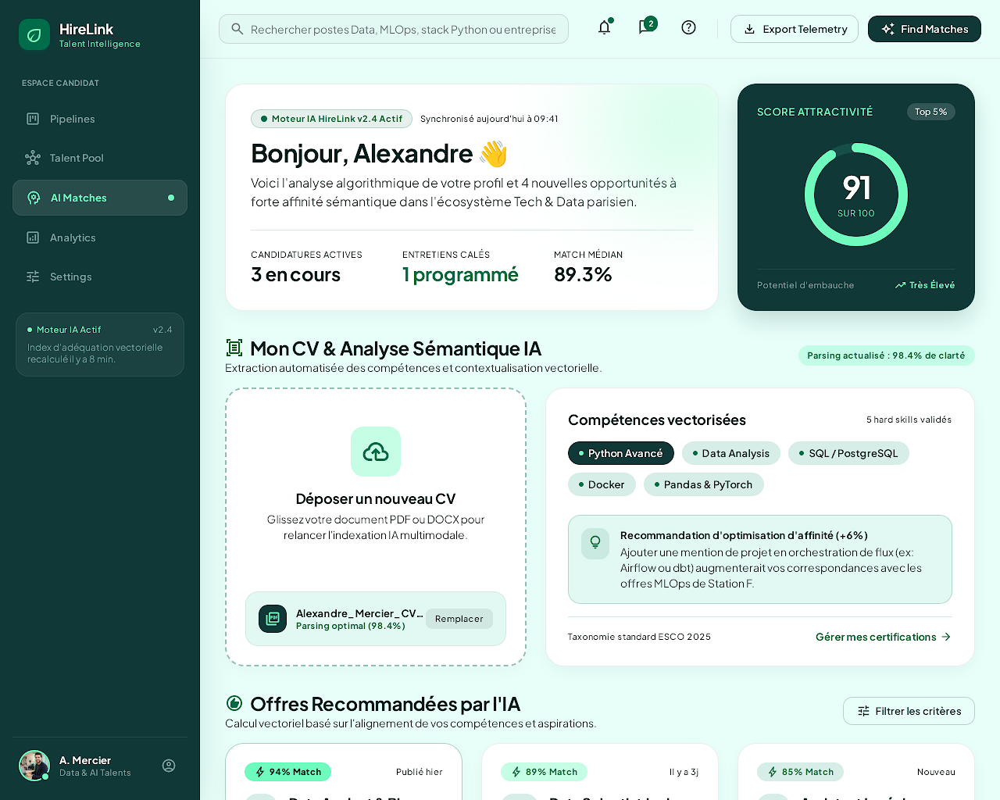 HireLink
Talent Intelligence
ESPACE CANDIDAT
Pipelines
Talent Pool
AI Matches
Analytics
Settings
Moteur IA Actif v2.4
Index d'adéquation vectorielle
recalculé il y a 8 min.
A. Mercier
Data & AI Talents
Rechercher postes Data, MLOps, stack Python ou entreprise
2
Export Telemetry
Find Matches
Moteur IA HireLink v2.4 Actif
Synchronisé aujourd'hui à 09:41
Bonjour, Alexandre 👋
Voici l'analyse algorithmique de votre profil et 4 nouvelles opportunités à
forte affinité sémantique dans l'écosystème Tech & Data parisien.
CANDIDATURES ACTIVES
3 en cours
ENTRETIENS CALÉS
1 programmé
MATCH MÉDIAN
89.3%
SCORE ATTRACTIVITÉ
Top 5%
91
SUR 100
Potentiel d'embauche
Très Élevé
Mon CV & Analyse Sémantique IA
Extraction automatisée des compétences et contextualisation vectorielle.
Parsing actualisé : 98.4% de clarté
Déposer un nouveau CV
Glissez votre document PDF ou DOCX pour
relancer l'indexation IA multimodale.
PDF
Alexandre_Mercier_CV...
Parsing optimal (98.4%)
Remplacer
Compétences vectorisées
5 hard skills validés
Python Avancé
Data Analysis
SQL / PostgreSQL
Docker
Pandas & PyTorch
Recommandation d'optimisation d'affinité (+6%)
Ajouter une mention de projet en orchestration de flux (ex:
Airflow ou dbt) augmenterait vos correspondances avec les
offres MLOps de Station F.
Taxonomie standard ESCO 2025
Gérer mes certifications
Offres Recommandées par l'IA
Calcul vectoriel basé sur l'alignement de vos compétences et aspirations.
Filtrer les critères
94% Match
Publié hier
89% Match
Il y a 3j
85% Match
Nouveau